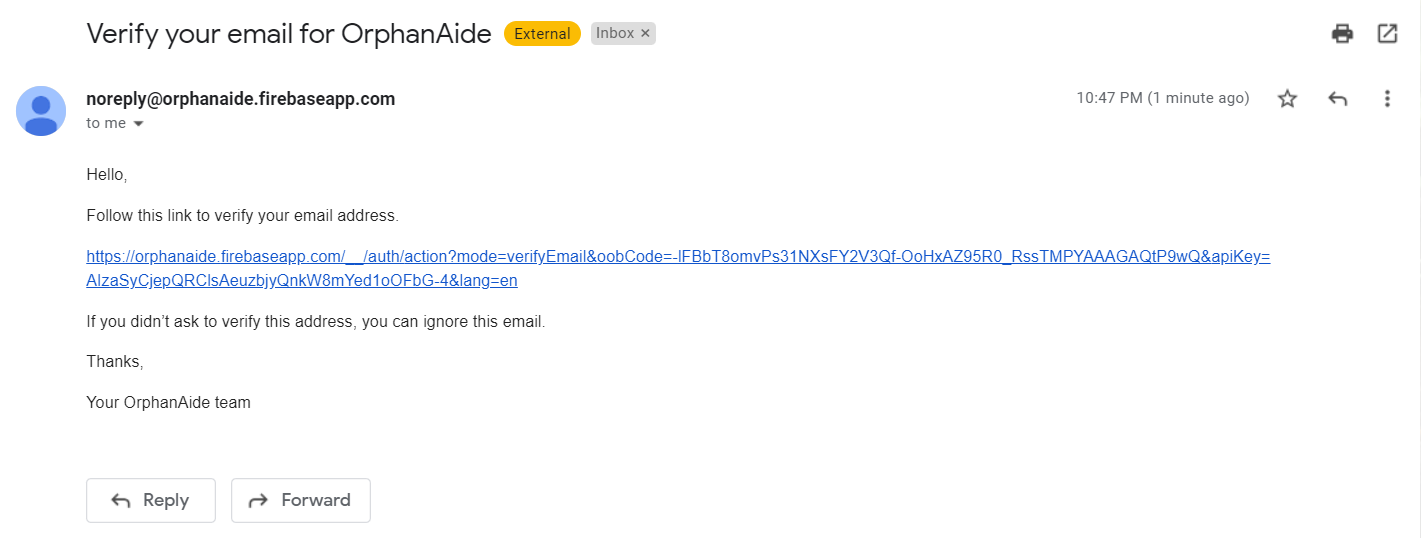 Verify your email for OrphanAide External Inbox ×
noreply@orphanaide.firebaseapp.com 10:47 PM (1 minute ago)
to me
Hello,
Follow this link to verify your email address.
https://orphanaide.firebaseapp.com/__/auth/action?mode=verifyEmail&oobCode=-lFBbT8omvPs31NXsFY2V3Qf-OoHxAZ95R0_RssTMPYAAAGAQtP9wQ&apiKey=
AIzaSyCjepQRClsAeuzbjyQnkW8mYed1oOFbG-4&lang=en
If you didn’t ask to verify this address, you can ignore this email.
Thanks,
Your OrphanAide team
Reply Forward